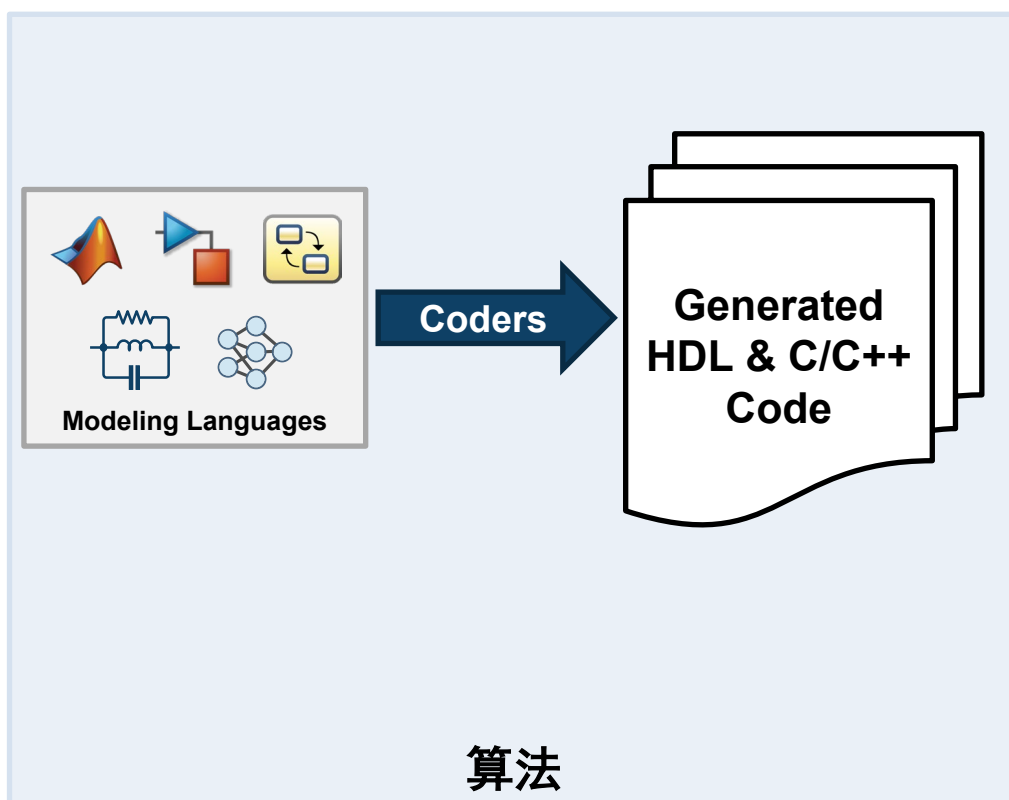 Modeling Languages
Coders
Generated
HDL & C/C++
Code
算法